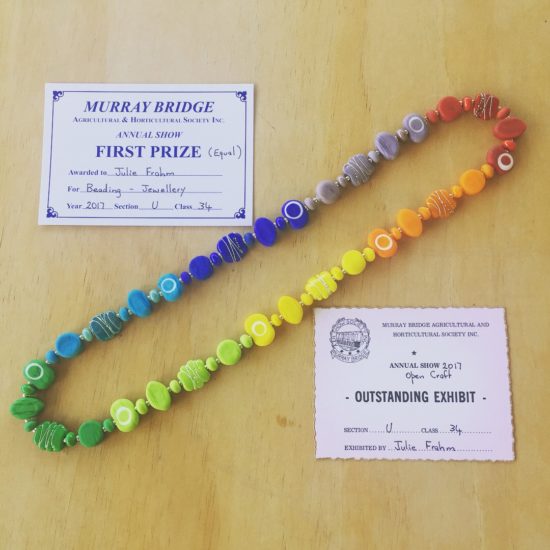 MURRAY BRIDGE
AGRICULTURAL & HORTICULTURAL SOCIETY INC.
ANNUAL SHOW
FIRST PRIZE (Equal)
Awarded to Julie Frahm
For Beading - Jewellery
Year 2017 Section U Class 34
MURRAY BRIDGE AGRICULTURAL AND
HORTICULTURAL SOCIETY INC.
ANNUAL SHOW 2017
Open Craft
- OUTSTANDING EXHIBIT -
SECTION U CLASS 34
EXHIBITED BY Julie Frahm